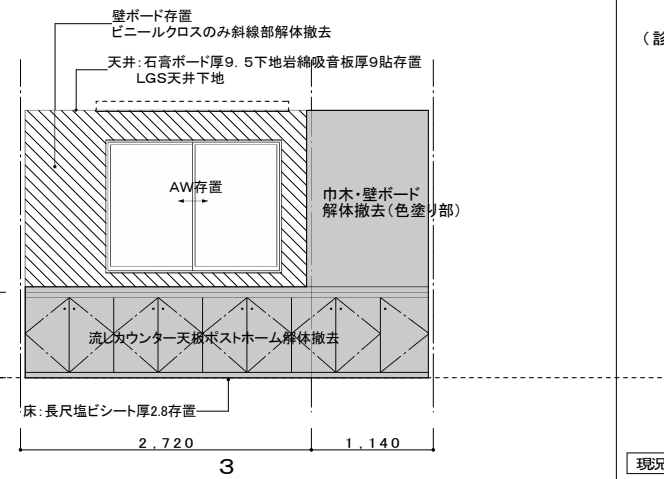 壁ボード存置
ビニールクロスのみ斜線部解体撤去
天井：石膏ボード厚9．5下地岩綿吸音板厚9貼存置
LGS天井下地
（診
AW存置
巾木・壁ボード
解体撤去（色塗り部）
流しカウンター天板ポストホーム解体撤去
床：長尺塩ビシート厚2.8存置
2,720
1,140
3
現況